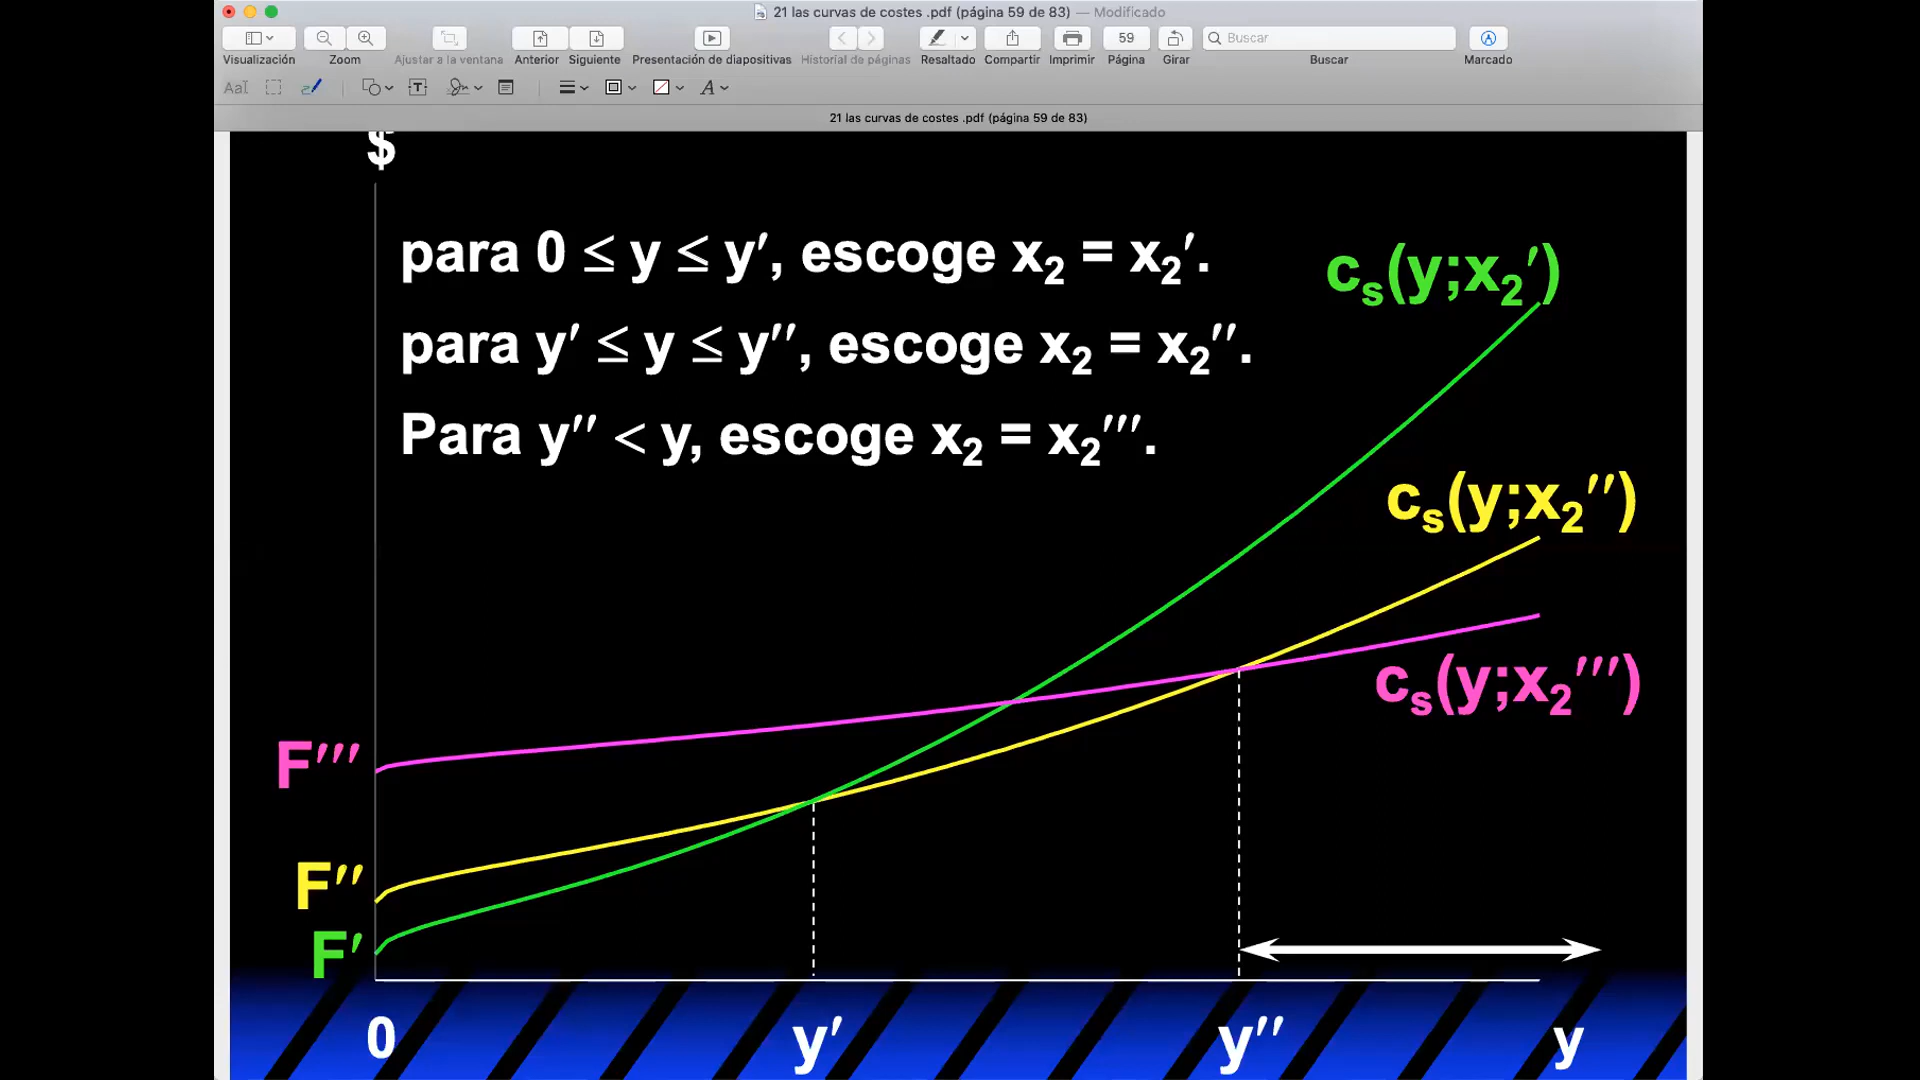 21 las curvas de costes .pdf (página 59 de 83) — Modificado
59
Buscar
Visualización Zoom Ajustar a la ventana Anterior Siguiente Presentación de diapositivas Historial de páginas Resaltado Compartir Imprimir Página Girar Buscar Marcado
AaI T A
21 las curvas de costes .pdf (página 59 de 83)
$
para 0 ≤ y ≤ y′, escoge x₂ = x₂′.
cₛ(y;x₂′)
para y′ ≤ y ≤ y′′, escoge x₂ = x₂′′.
Para y′′ < y, escoge x₂ = x₂′′′.
cₛ(y;x₂′′)
cₛ(y;x₂′′′)
F′′′
F′′
F′
0 y′ y′′ y